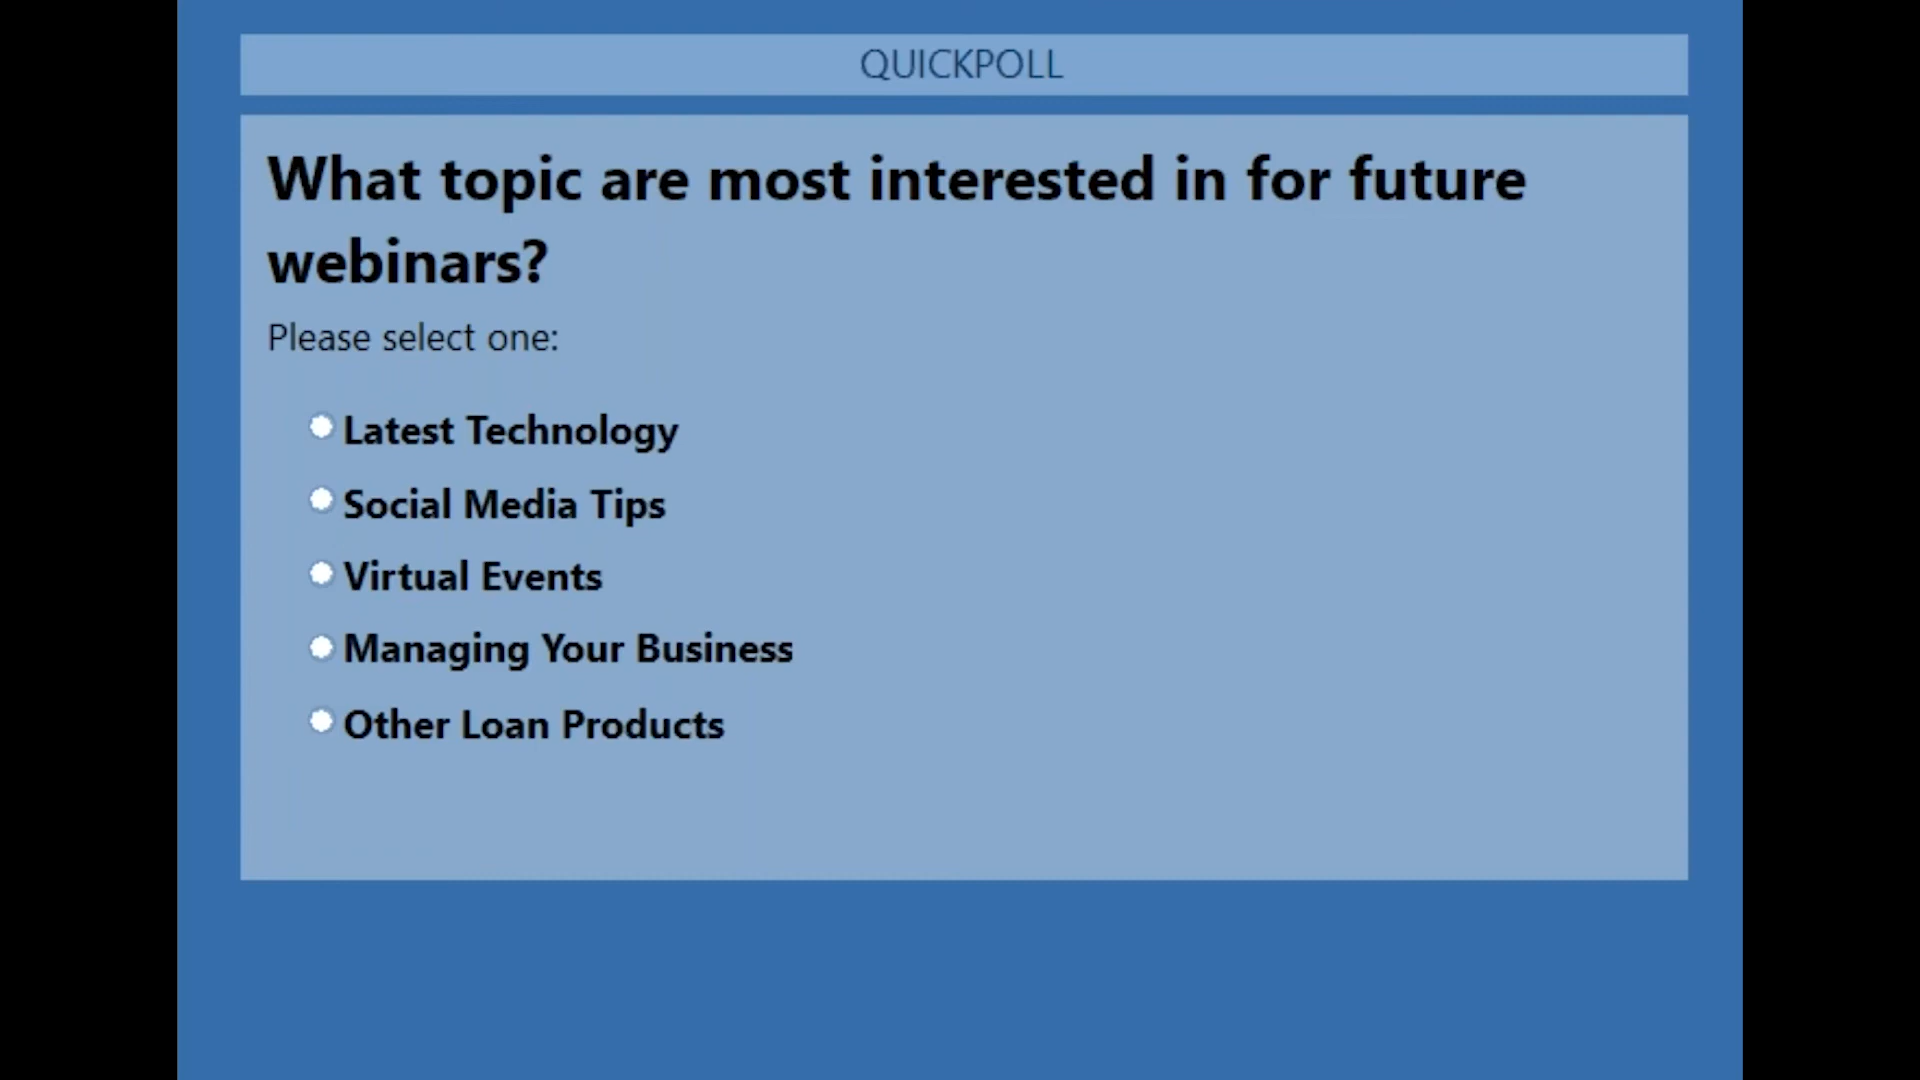 QUICKPOLL
What topic are most interested in for future
webinars?
Please select one:
Latest Technology
Social Media Tips
Virtual Events
Managing Your Business
Other Loan Products